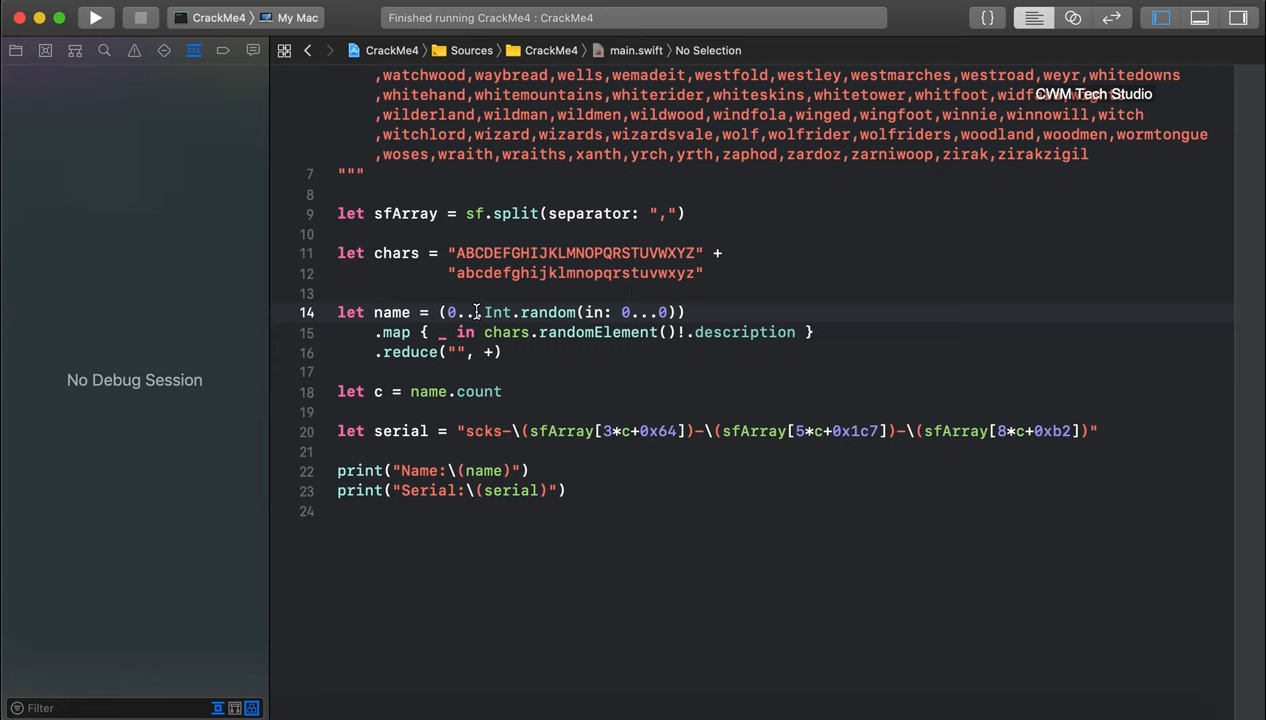 CrackMe4 〉 My Mac
Finished running CrackMe4 : CrackMe4
CrackMe4 〉 Sources 〉 CrackMe4 〉 main.swift 〉 No Selection
,watchwood,waybread,wells,wemadeit,westfold,westley,westmarches,westroad,weyr,whitedowns
,whitehand,whitemountains,whiterider,whiteskins,whitetower,whitfoot,
CWM Tech Studio
,wilderland,wildman,wildmen,wildwood,windfola,winged,wingfoot,winnie,winnowill,witch
,witchlord,wizard,wizards,wizardsvale,wolf,wolfrider,wolfriders,woodland,woodmen,wormtongue
,woses,wraith,wraiths,xanth,yrch,yrth,zaphod,zardoz,zarniwoop,zirak,zirakzigil
7 """
8
9 let sfArray = sf.split(separator: ",")
10
11 let chars = "ABCDEFGHIJKLMNOPQRSTUVWXYZ" +
12 "abcdefghijklmnopqrstuvwxyz"
13
14 let name = (0...Int.random(in: 0...0))
15 .map { _ in chars.randomElement()!.description }
16 .reduce("", +)
17
18 let c = name.count
19
20 let serial = "scks-\(sfArray[3*c+0x64])-\(sfArray[5*c+0x1c7])-\(sfArray[8*c+0xb2])"
21
22 print("Name:\(name)")
23 print("Serial:\(serial)")
24
No Debug Session
Filter